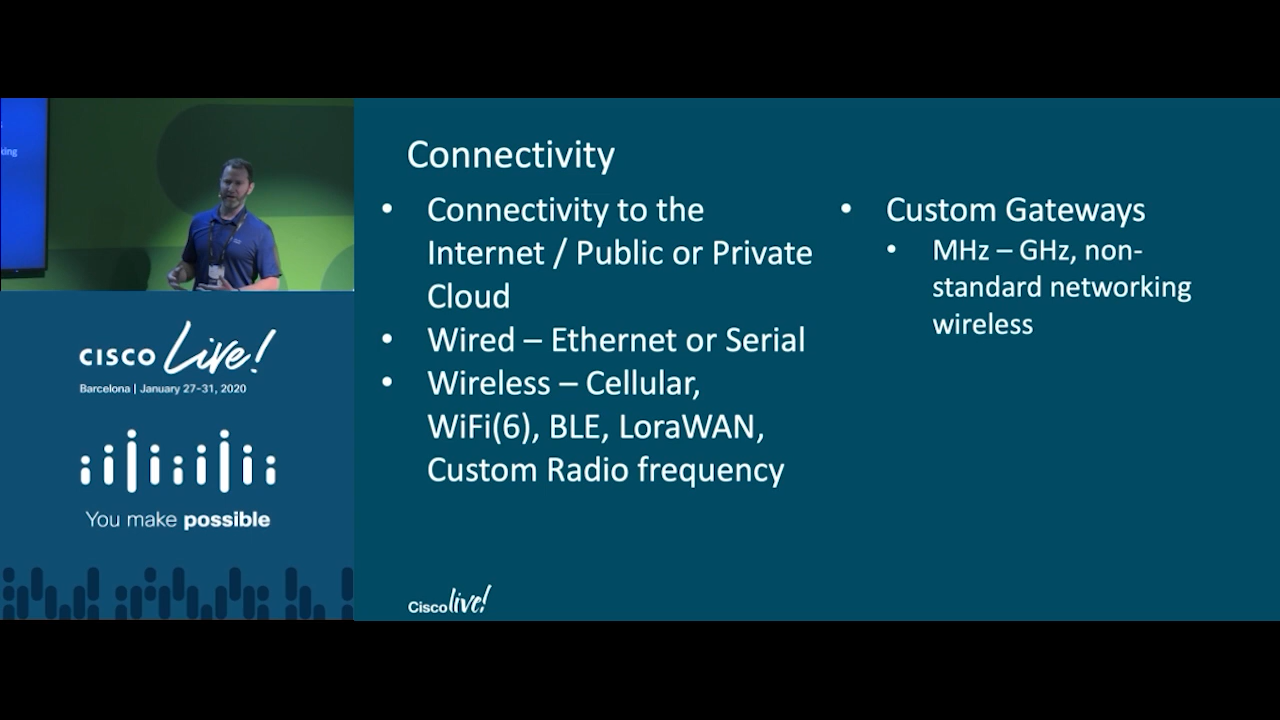 king
CISCO Live!
Barcelona | January 27-31, 2020
You make possible
Connectivity
• Connectivity to the
Internet / Public or Private
Cloud
• Wired – Ethernet or Serial
• Wireless – Cellular,
WiFi(6), BLE, LoraWAN,
Custom Radio frequency
• Custom Gateways
• MHz – GHz, non-
standard networking
wireless
Cisco live!